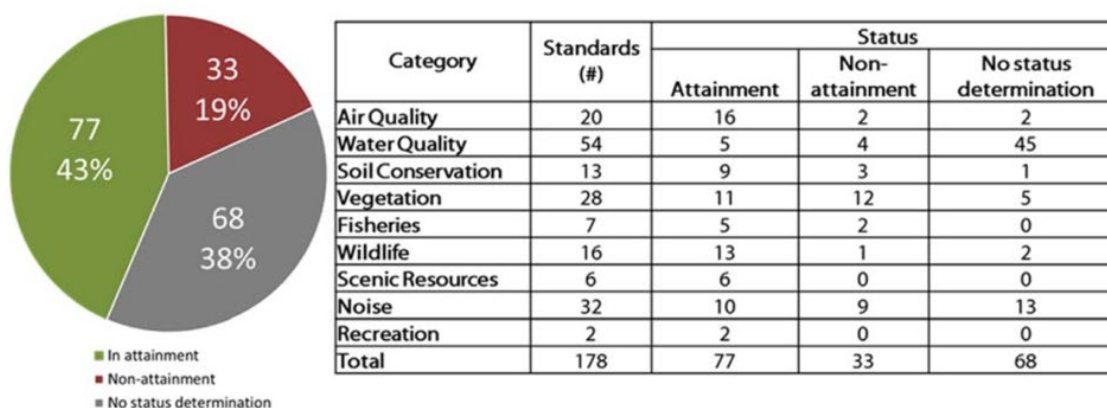 33
19%
77
43%
68
38%
In attainment
Non-attainment
No status determination
Category Standards (#) Status
Attainment Non-attainment No status determination
Air Quality 20 16 2 2
Water Quality 54 5 4 45
Soil Conservation 13 9 3 1
Vegetation 28 11 12 5
Fisheries 7 5 2 0
Wildlife 16 13 1 2
Scenic Resources 6 6 0 0
Noise 32 10 9 13
Recreation 2 2 0 0
Total 178 77 33 68